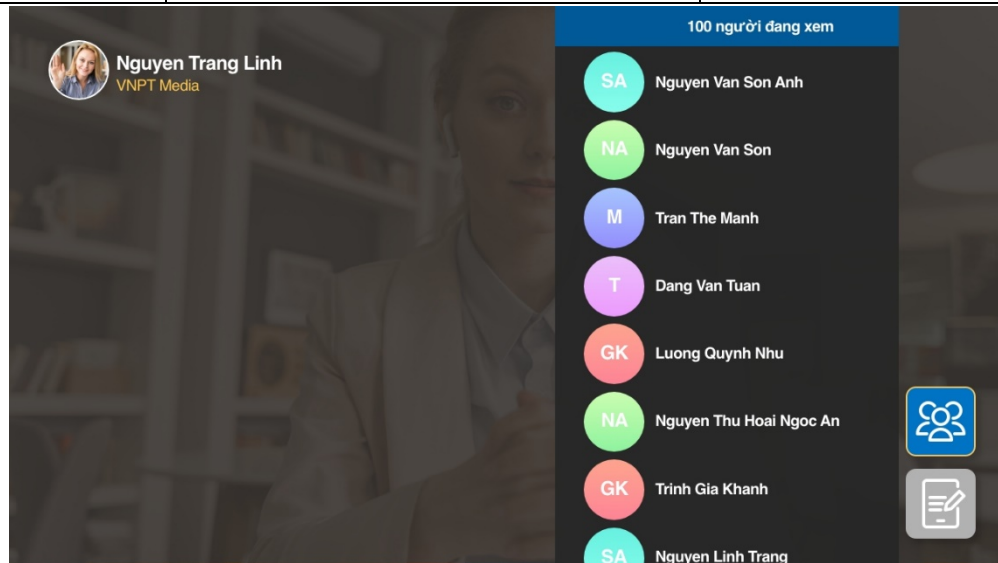 Nguyen Trang Linh
VNPT Media
100 người đang xem
SA Nguyen Van Son Anh
NA Nguyen Van Son
M Tran The Manh
T Dang Van Tuan
GK Luong Quynh Nhu
NA Nguyen Thu Hoai Ngoc An
GK Trinh Gia Khanh
SA Nguyen Linh Trang